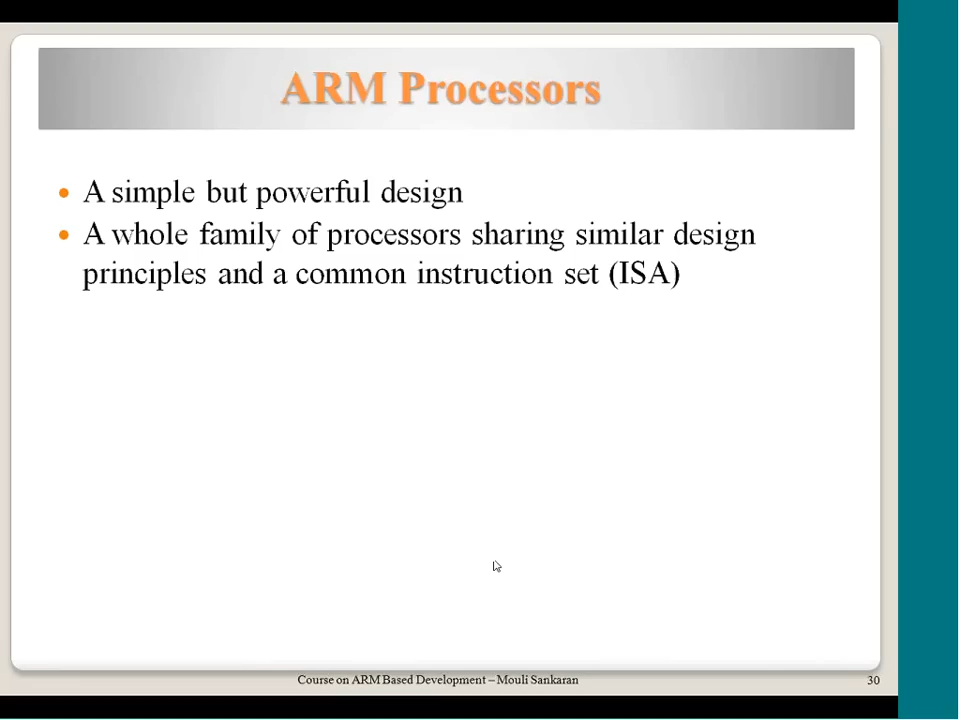 ARM Processors
• A simple but powerful design
• A whole family of processors sharing similar design
principles and a common instruction set (ISA)
Course on ARM Based Development – Mouli Sankaran
30